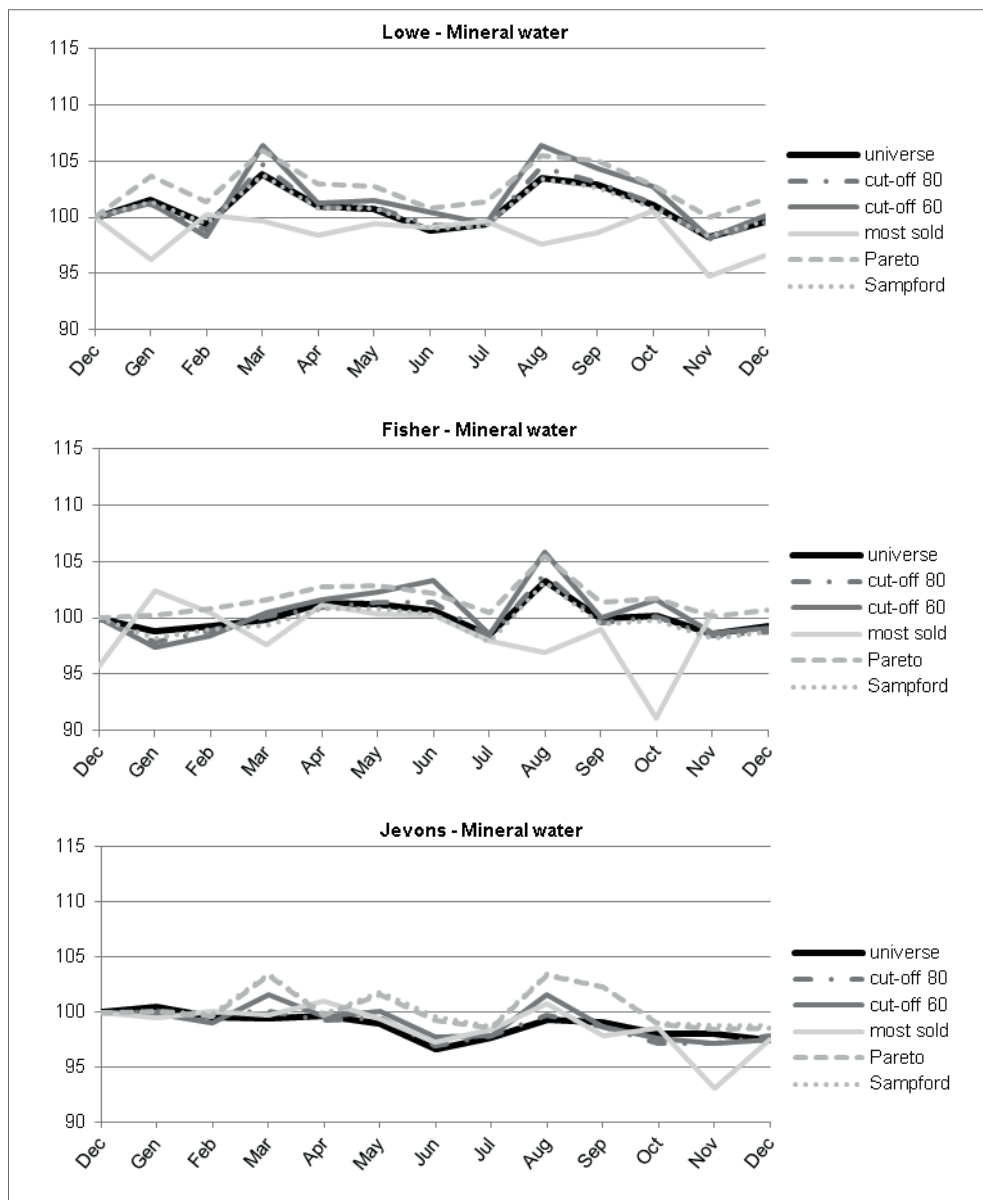 Lowe - Mineral water
115
110
105
100
95
90
Dec Gen Feb Mar Apr May Jun Jul Aug Sep Oct Nov Dec
universe
cut-off 80
cut-off 60
most sold
Pareto
Sampford
Fisher - Mineral water
115
110
105
100
95
90
Dec Gen Feb Mar Apr May Jun Jul Aug Sep Oct Nov Dec
universe
cut-off 80
cut-off 60
most sold
Pareto
Sampford
Jevons - Mineral water
115
110
105
100
95
90
Dec Gen Feb Mar Apr May Jun Jul Aug Sep Oct Nov Dec
universe
cut-off 80
cut-off 60
most sold
Pareto
Sampford